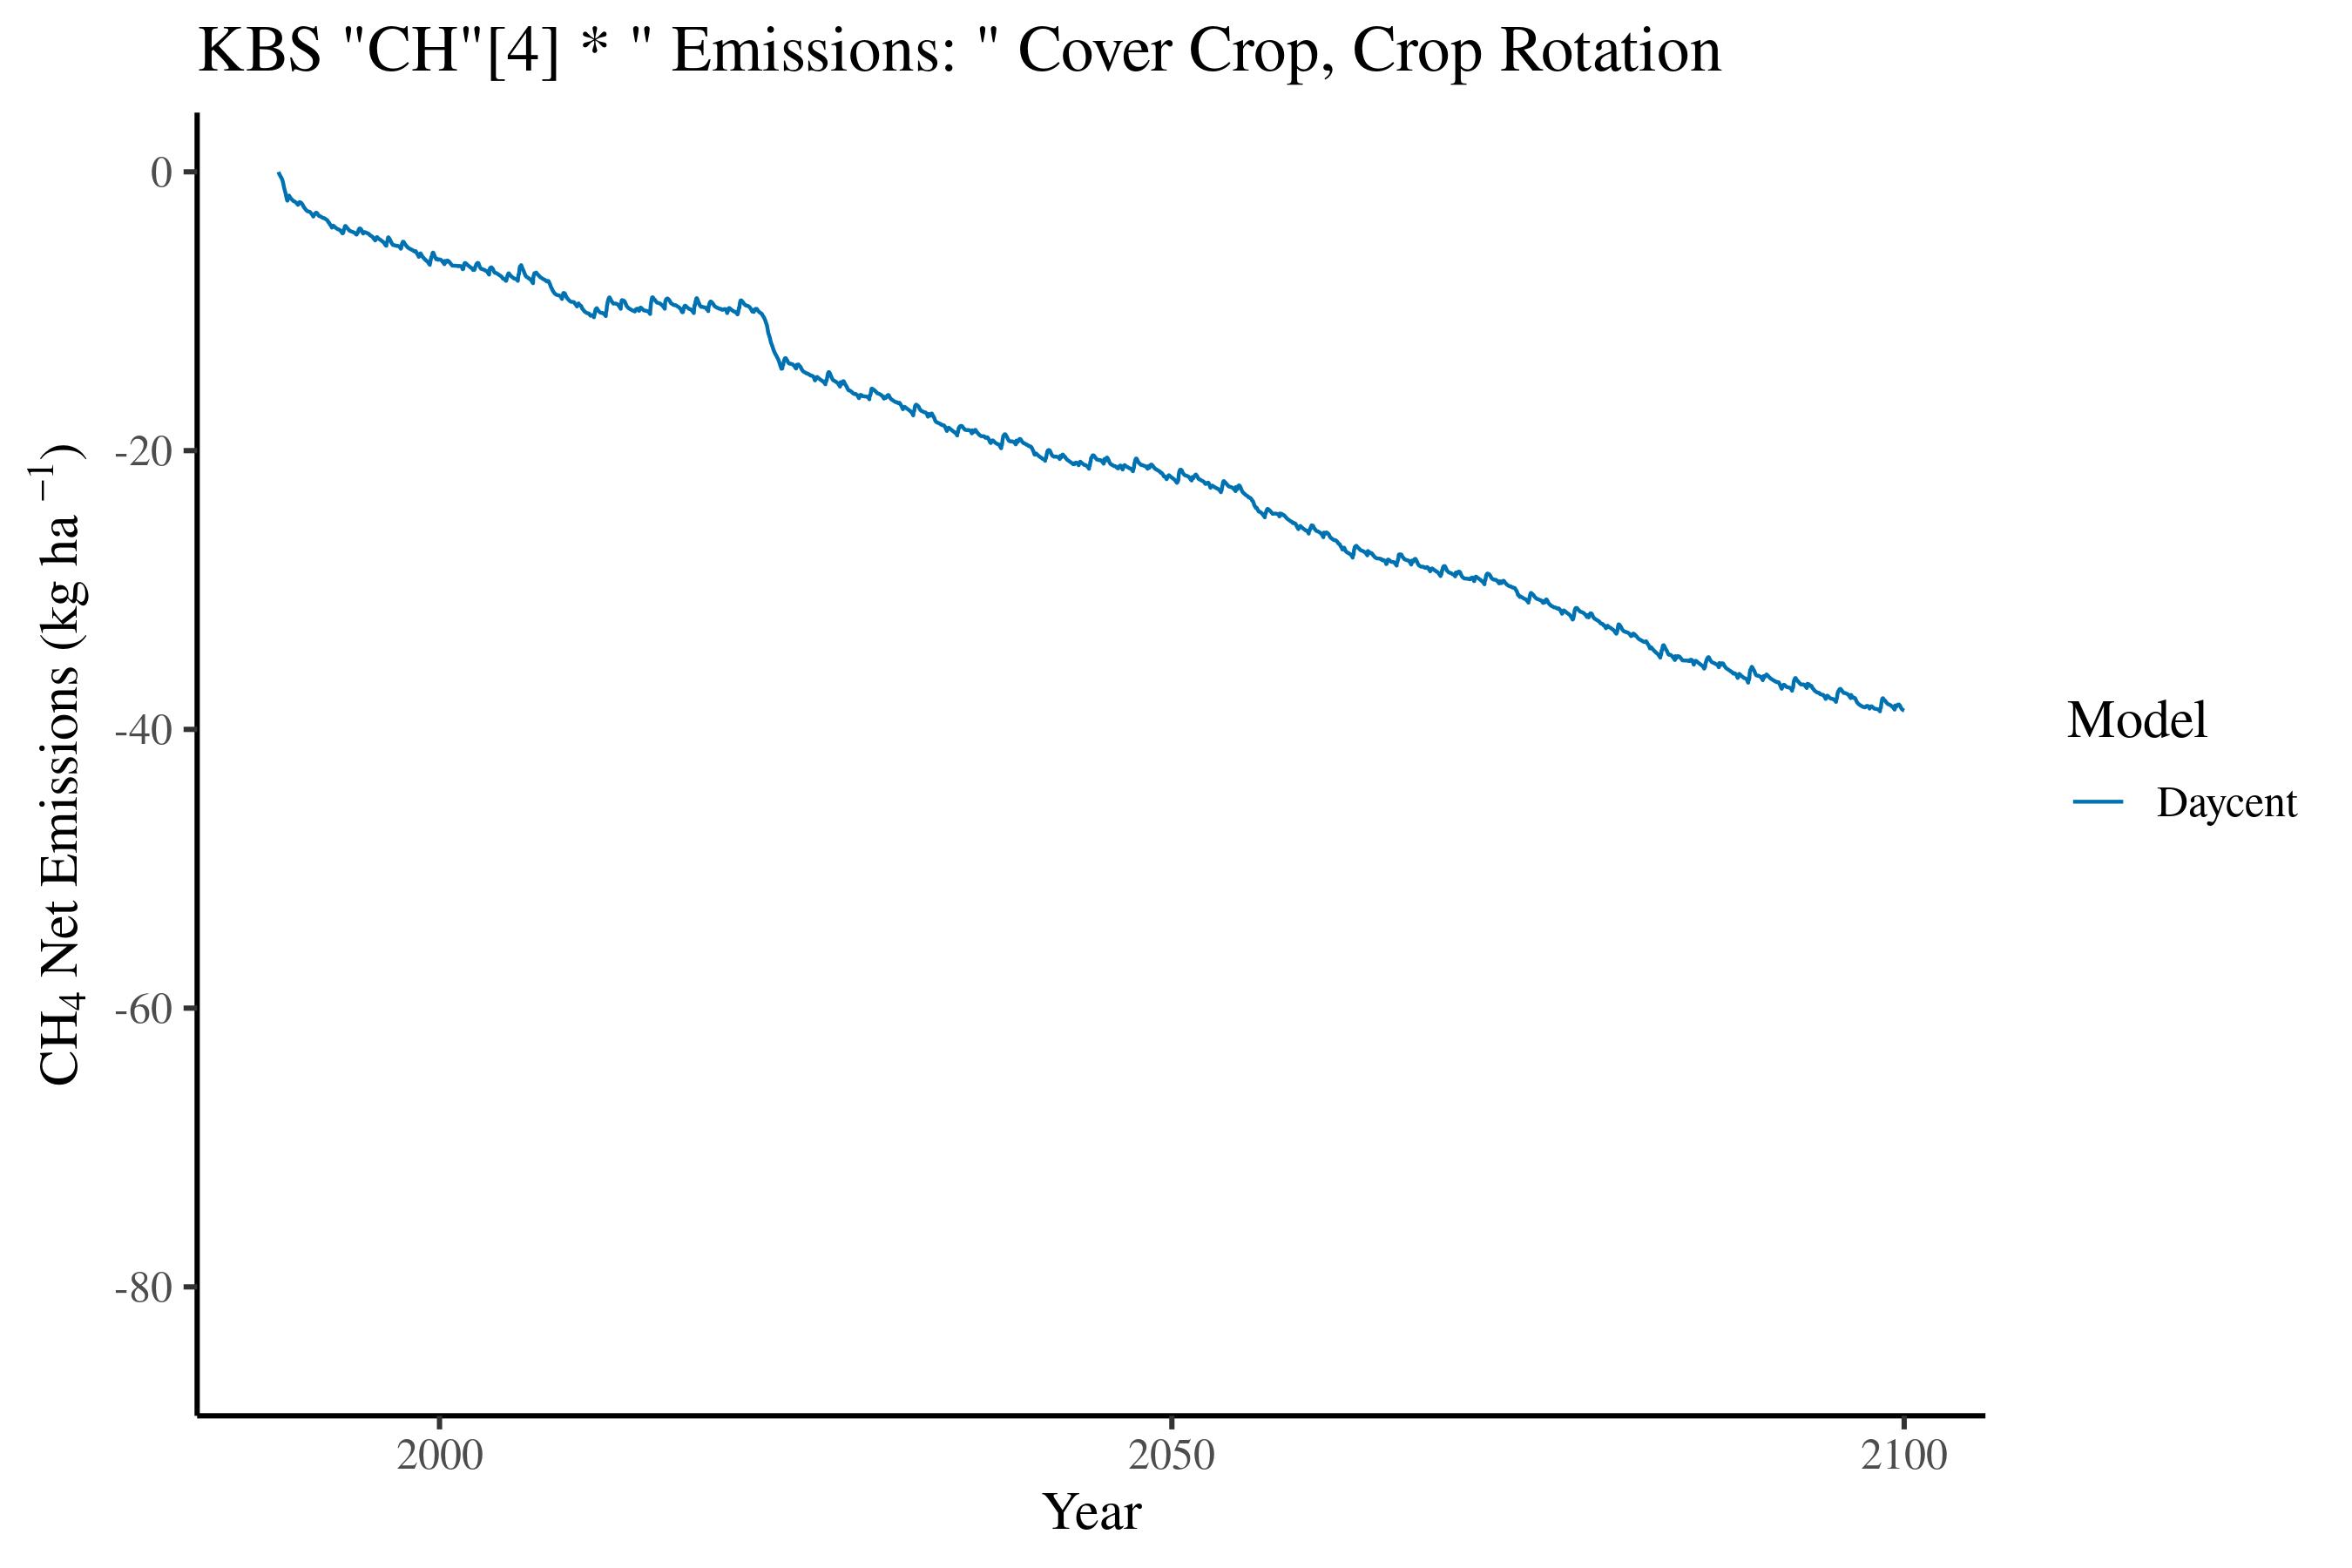 KBS "CH"[4] * " Emissions: " Cover Crop, Crop Rotation
CH₄ Net Emissions (kg ha ⁻¹)
0
-20
-40
-60
-80
2000 2050 2100
Year
Model
Daycent